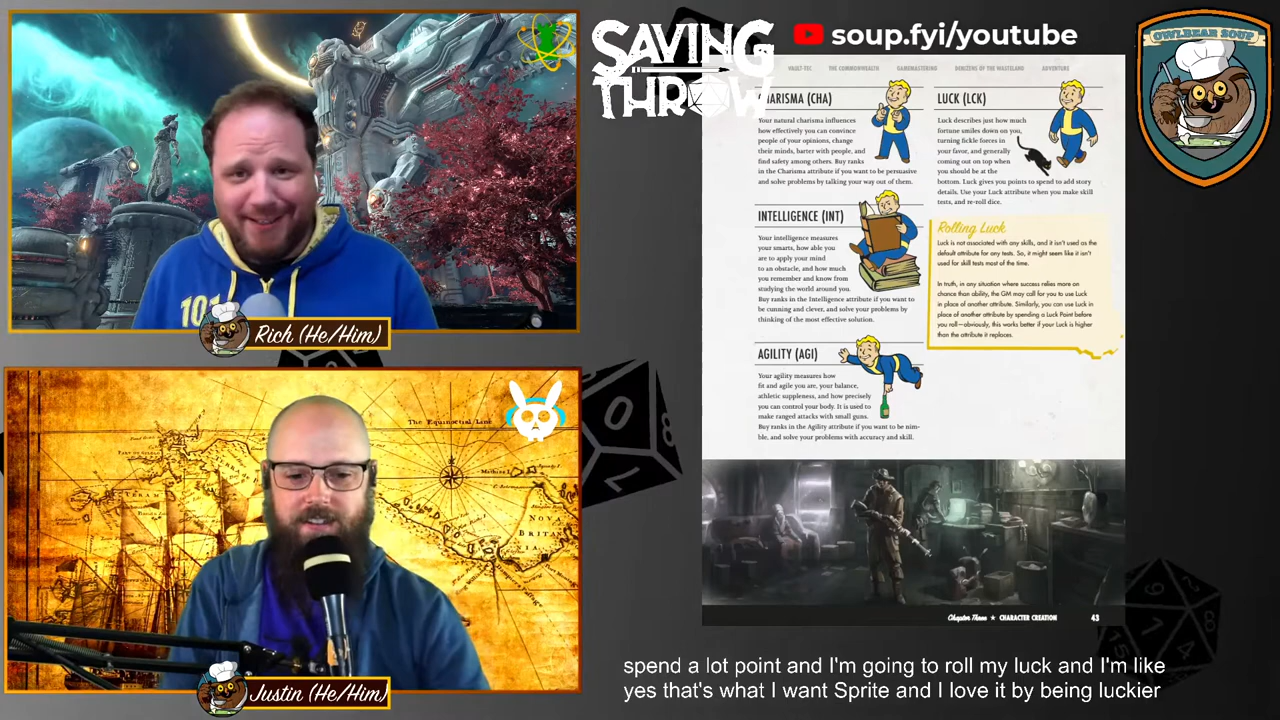 SAVING
THROW
soup.fyi/youtube
OWLBEAR SOUP
VAULT-TEC THE COMMONWEALTH GAMEMASTERING DENIZENS OF THE WASTELAND ADVENTURE
CHARISMA (CHA)
Your natural charisma influences
how effectively you can convince
people of your opinions, change
their minds, barter with people, and
find safety among others. Buy ranks
in the Charisma attribute if you want to be persuasive
and solve problems by talking your way out of them.
INTELLIGENCE (INT)
Your intelligence measures
your smarts, how able you
are to apply your mind
to an obstacle, and how much
you remember and know from
studying the world around you.
Buy ranks in the Intelligence attribute if you want to
be cunning and clever, and solve your problems by
thinking of the most effective solution.
AGILITY (AGI)
Your agility measures how
fit and agile you are, your balance,
athletic suppleness, and how precisely
you can control your body. It is used to
make ranged attacks with small guns.
Buy ranks in the Agility attribute if you want to be nim-
ble, and solve your problems with accuracy and skill.
LUCK (LCK)
Luck describes just how much
fortune smiles down on you,
turning fickle forces in
your favor, and generally
coming out on top when
you should be at the
bottom. Luck gives you points to spend to add story
details. Use your Luck attribute when you make skill
tests, and re-roll dice.
Rolling Luck
Luck is not associated with any skills, and it isn't used as the
default attribute for any tests. So, it might seem like it isn't
used for skill tests most of the time.
In truth, in any situation where success relies more on
chance than ability, the GM may call for you to use Luck
in place of another attribute. Similarly, you can use Luck in
place of another attribute by spending a Luck Point before
you roll—obviously, this works better if your Luck is higher
than the attribute it replaces.
Chapter Three ★ CHARACTER CREATION 43
101
Rich (He/Him)
The Equinoctial Line
NOVA
BRITAN
Justin (He/Him)
spend a lot point and I'm going to roll my luck and I'm like
yes that's what I want Sprite and I love it by being luckier